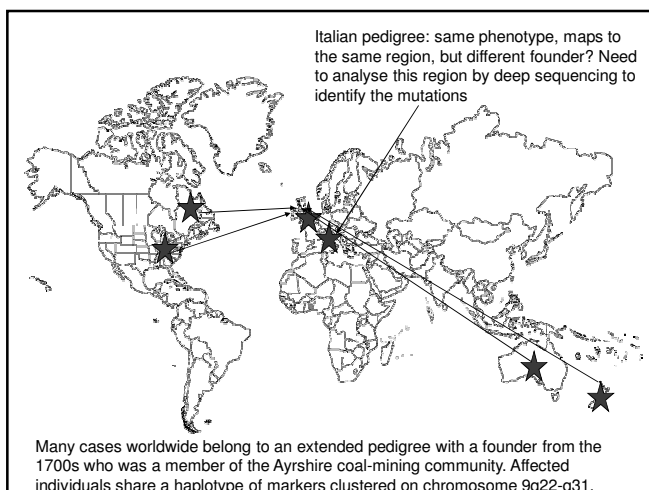 Italian pedigree: same phenotype, maps to
the same region, but different founder? Need
to analyse this region by deep sequencing to
identify the mutations
Many cases worldwide belong to an extended pedigree with a founder from the
1700s who was a member of the Ayrshire coal-mining community. Affected
individuals share a haplotype of markers clustered on chromosome 9q22-q31.